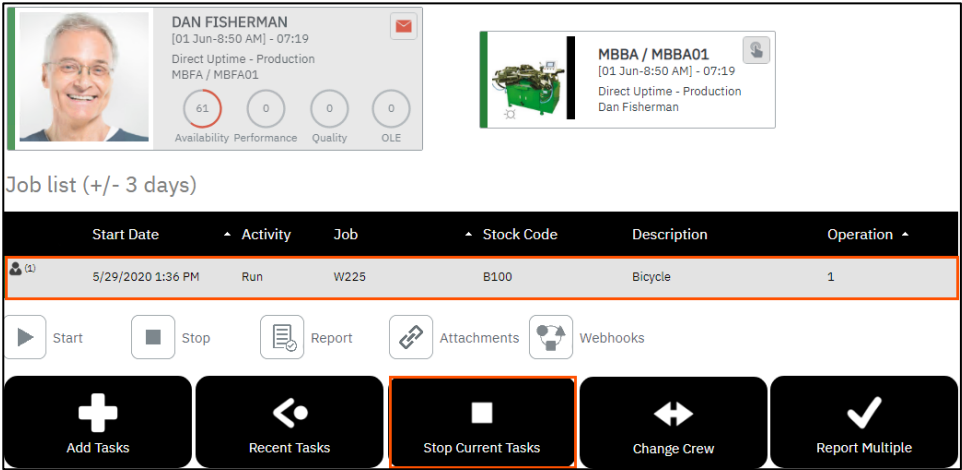 DAN FISHERMAN
[01 Jun-8:50 AM] - 07:19
Direct Uptime - Production
MBFA / MBFA01
61 0 0 0
Availability Performance Quality OLE
MBBA / MBBA01
[01 Jun-8:50 AM] - 07:19
Direct Uptime - Production
Dan Fisherman
Job list (+/- 3 days)
Start Date Activity Job Stock Code Description Operation
(1) 5/29/2020 1:36 PM Run W225 B100 Bicycle 1
Start Stop Report Attachments Webhooks
Add Tasks Recent Tasks Stop Current Tasks Change Crew Report Multiple